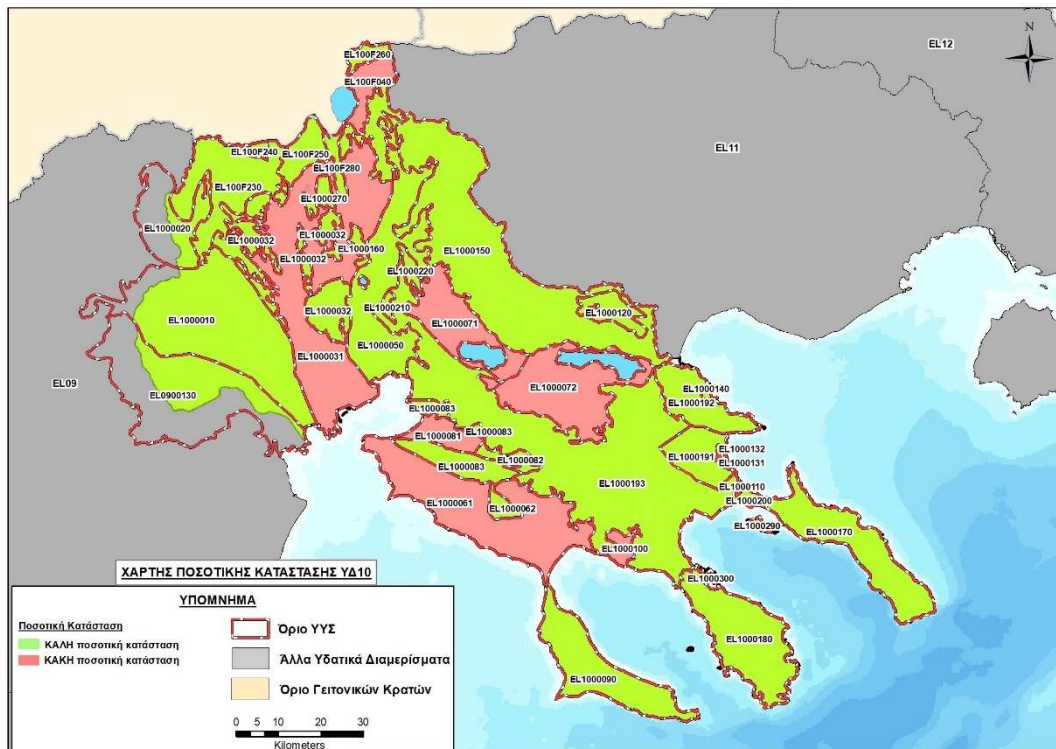 EL12
N
EL100F260
EL100F040
EL11
EL100F240
EL100F250
EL100F280
EL100F230
EL1000270
EL1000020
EL1000032
EL1000032
EL1000160
EL1000032
EL1000150
EL1000220
EL1000032
EL1000210
EL1000120
EL1000010
EL1000071
EL1000050
EL1000031
EL1000072
EL09
EL1000140
EL0900130
EL1000192
EL1000083
EL1000081
EL1000083
EL1000132
EL1000191
EL1000082
EL1000131
EL1000083
EL1000193
EL1000110
EL1000061
EL1000200
EL1000062
EL1000290
EL1000170
EL1000100
EL1000300
EL1000180
EL1000090
ΧΑΡΤΗΣ ΠΟΣΟΤΙΚΗΣ ΚΑΤΑΣΤΑΣΗΣ ΥΔ10
ΥΠΟΜΝΗΜΑ
Ποσοτική Κατάσταση
ΚΑΛΗ ποσοτική κατάσταση
ΚΑΚΗ ποσοτική κατάσταση
Όριο ΥΥΣ
Άλλα Υδατικά Διαμερίσματα
Όριο Γειτονικών Κρατών
0 5 10 20 30
Kilometers